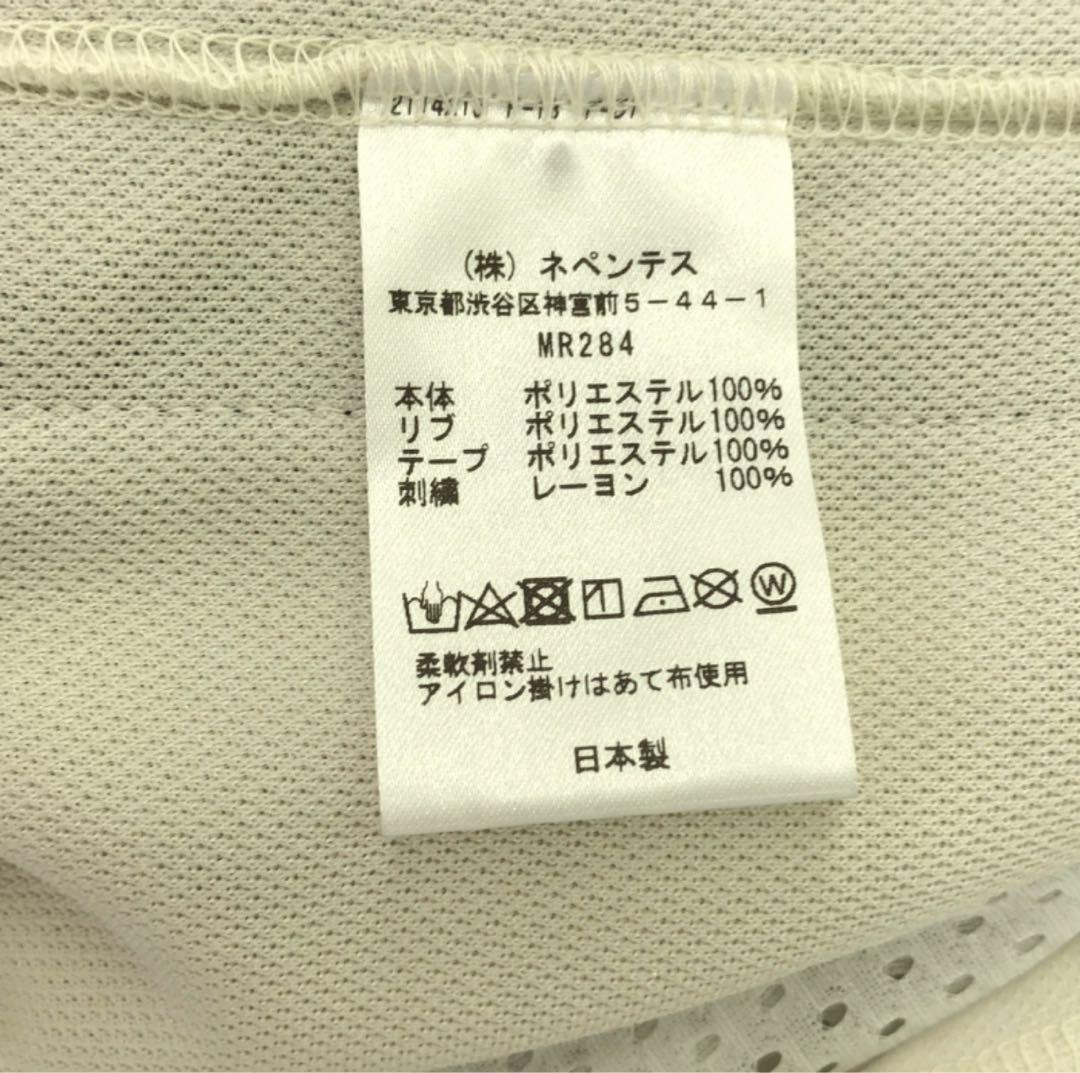 (株) ネペンテス
東京都渋谷区神宮前5-44-1
MR284
本体 ポリエステル100%
リブ ポリエステル100%
テープ ポリエステル100%
刺繍 レーヨン 100%
W
柔軟剤禁止
アイロン掛けはあて布使用
日本製